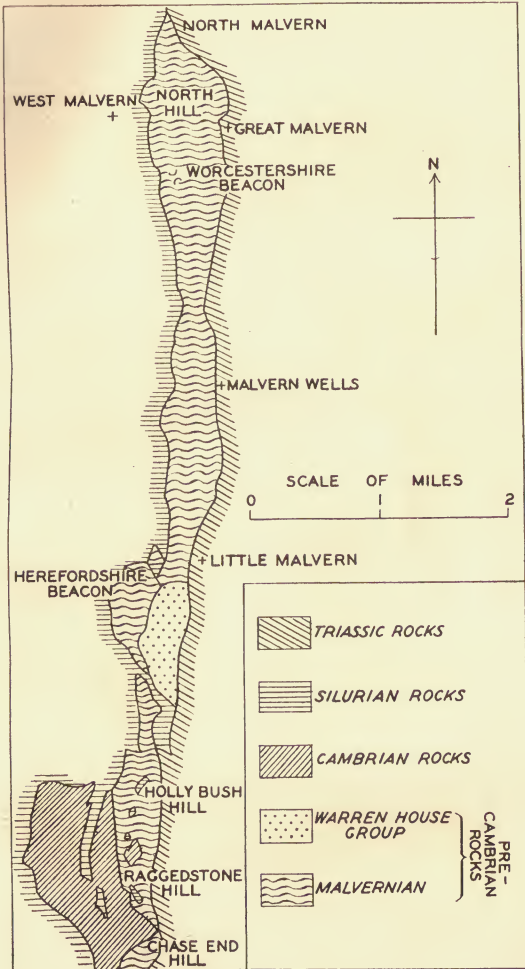 NORTH MALVERN
WEST MALVERN
NORTH
HILL
GREAT MALVERN
WORCESTERSHIRE
BEACON
N
MALVERN WELLS
SCALE OF MILES
0 1 2
LITTLE MALVERN
HEREFORDSHIRE
BEACON
TRIASSIC ROCKS
SILURIAN ROCKS
CAMBRIAN ROCKS
HOLLY BUSH
HILL
WARREN HOUSE
GROUP
PRE-
CAMBRIAN
ROCKS
RAGGEDSTONE
HILL
MALVERNIAN
CHASE END
HILL